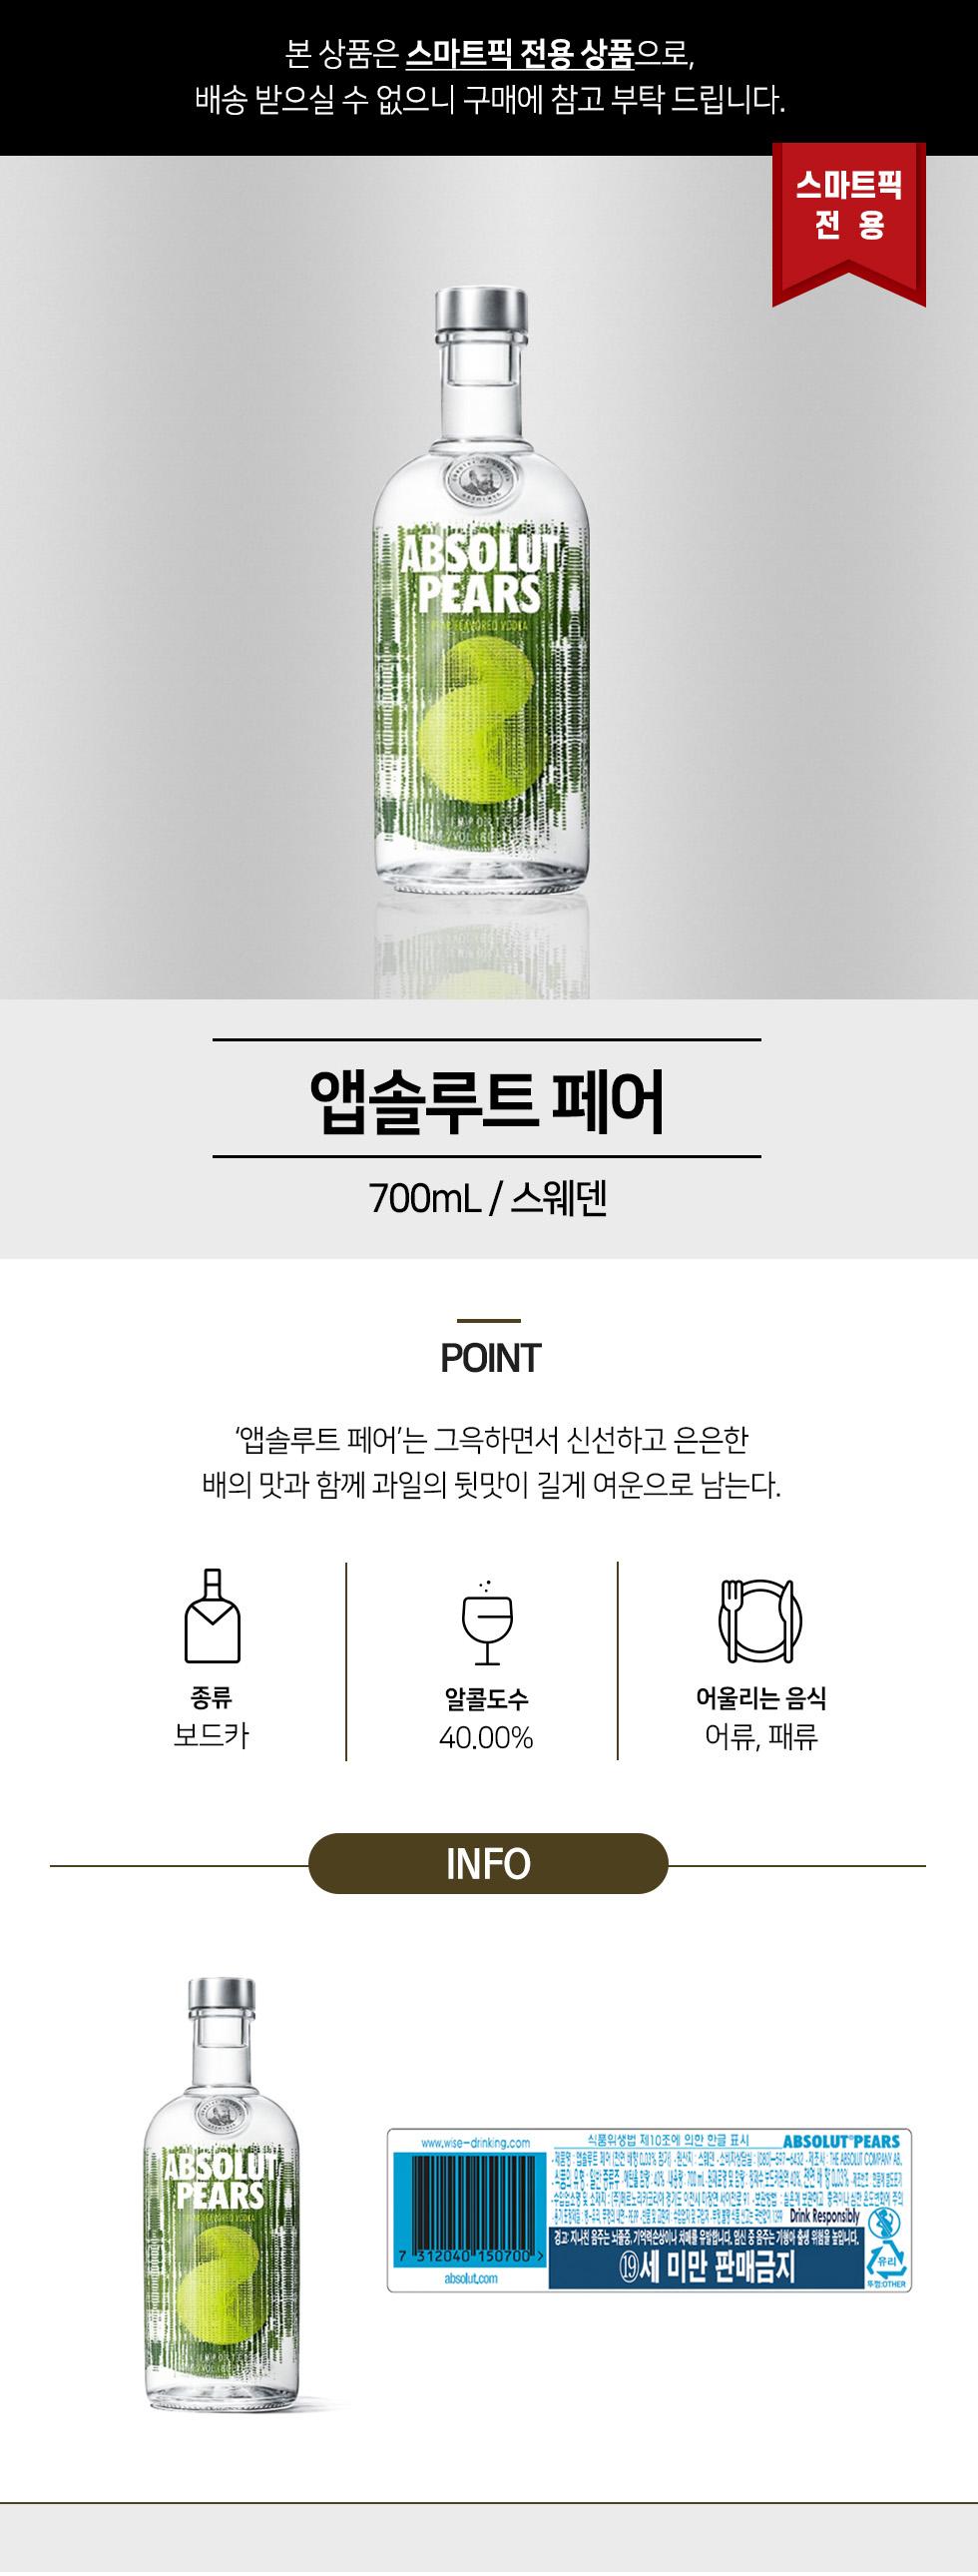 본 상품은 스마트픽 전용 상품으로,
배송 받으실 수 없으니 구매에 참고 부탁 드립니다.
스마트픽
전 용
ABSOLUT
PEARS
앱솔루트 페어
700mL / 스웨덴
POINT
‘앱솔루트 페어’는 그윽하면서 신선하고 은은한
배의 맛과 함께 과일의 뒷맛이 길게 여운으로 남는다.
종류
보드카
알콜도수
40.00%
어울리는 음식
어류, 패류
INFO
ABSOLUT
PEARS
www.wise-drinking.com
식품위생법 제10조에 의한 한글 표시
ABSOLUT PEARS
Drink Responsibly
경고: 지나친 음주는 뇌졸중, 기억력손상이나 치매를 유발합니다. 임신 중 음주는 기형아 출생 위험을 높입니다.
⑲세 미만 판매금지
7 312040 150700 >
absolut.com
유리
뚜껑:OTHER